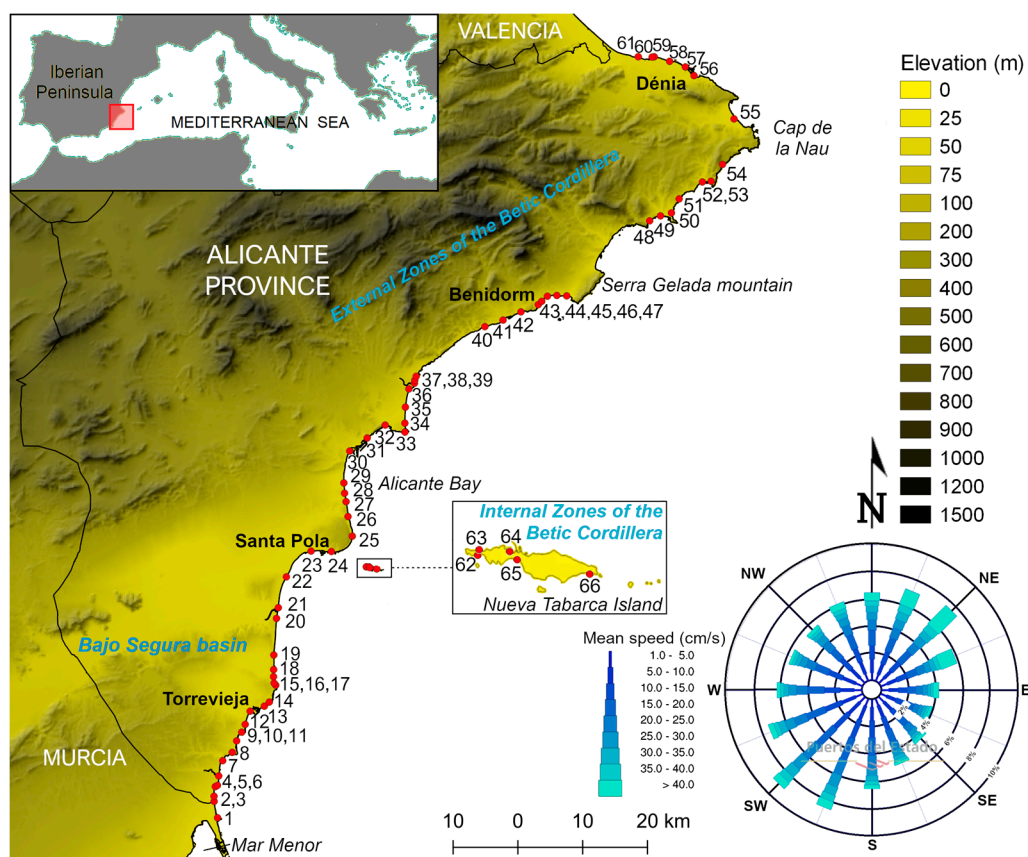 Iberian
Peninsula
MEDITERRANEAN SEA
VALENCIA
61 60 59 58 57 56
Dénia
55
Cap de
la Nau
54
52, 53
51
50
49
48
External Zones of the Betic Cordillera
ALICANTE
PROVINCE
Serra Gelada mountain
Benidorm
43,44,45,46,47
42
41
40
37,38,39
36
35
34
33
32
31
30
29
Alicante Bay
28
27
26
25
Santa Pola
24
23
22
21
20
Bajo Segura basin
19
18
15,16,17
Torrevieja
14
13
12
9,10,11
8
MURCIA
7
4,5,6
2,3
1
Mar Menor
Internal Zones of the
Betic Cordillera
63 64
62
65
66
Nueva Tabarca Island
Elevation (m)
0
25
50
75
100
200
300
400
500
600
700
800
900
1000
1200
1500
N
Mean speed (cm/s)
1.0 - 5.0
5.0 - 10.0
10.0 - 15.0
15.0 - 20.0
20.0 - 25.0
25.0 - 30.0
30.0 - 35.0
35.0 - 40.0
> 40.0
NW
NE
W
E
SW
SE
S
2%
4%
6%
8%
10%
Puertos del Estado
10 0 10 20 km